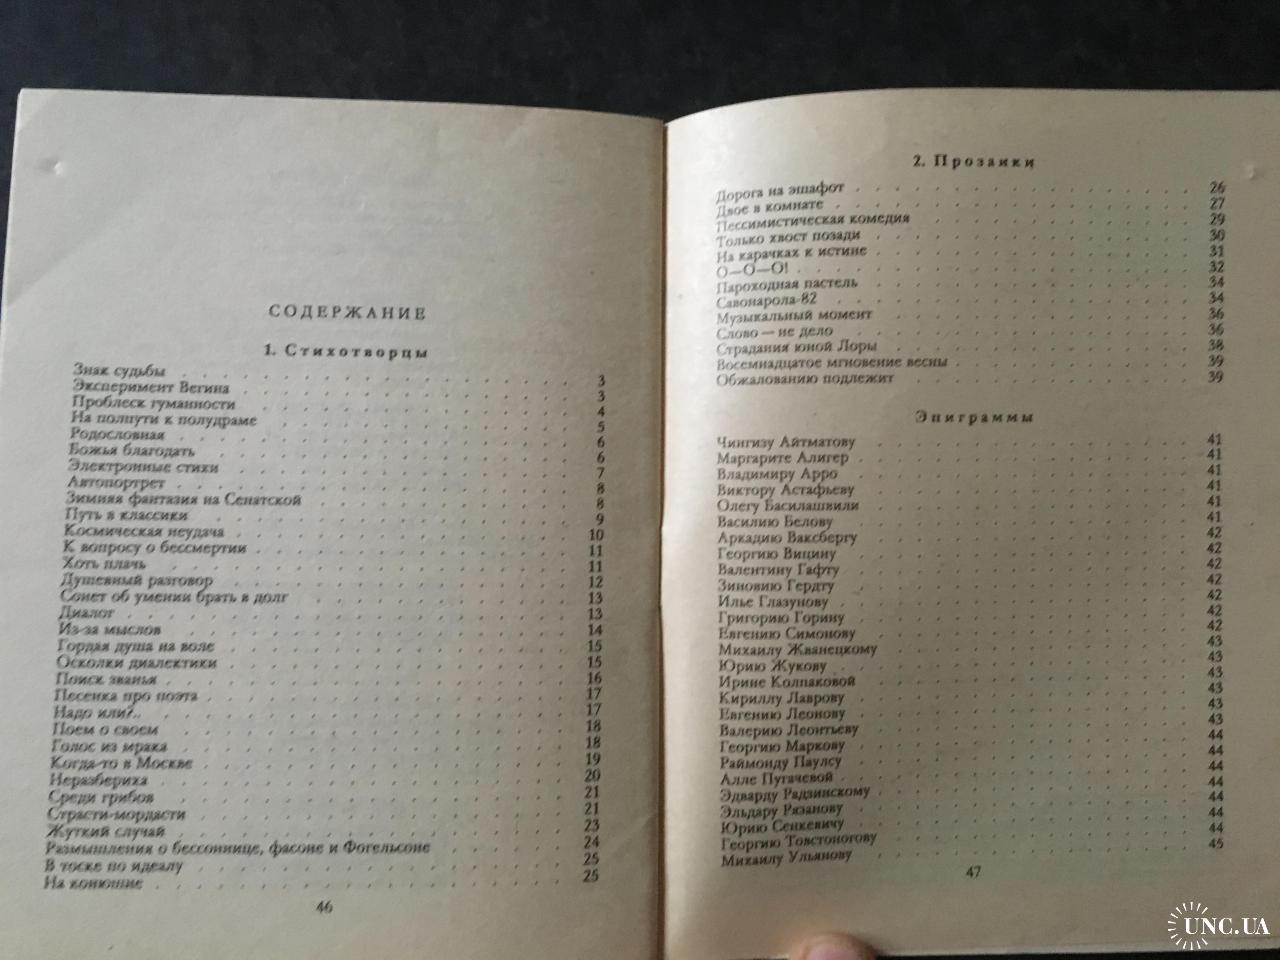 СОДЕРЖАНИЕ
1. Стихотворцы
Знак судьбы . . . . . . . . . . 3
Эксперимент Вегина . . . . . . . . . . 3
Проблеск гуманности . . . . . . . . . . 4
На полпути к полудраме . . . . . . . . . . 5
Родословная . . . . . . . . . . 6
Божья благодать . . . . . . . . . . 6
Электронные стихи . . . . . . . . . . 7
Автопортрет . . . . . . . . . . 8
Зимняя фантазия на Сенатской . . . . . . . . . . 8
Путь в классики . . . . . . . . . . 9
Космическая неудача . . . . . . . . . . 10
К вопросу о бессмертии . . . . . . . . . . 11
Хоть плачь . . . . . . . . . . 11
Душевный разговор . . . . . . . . . . 12
Сонет об умении брать в долг . . . . . . . . . . 13
Диалог . . . . . . . . . . 13
Из-за мыслов . . . . . . . . . . 14
Гордая душа на воле . . . . . . . . . . 15
Осколки диалектики . . . . . . . . . . 15
Поиск званья . . . . . . . . . . 16
Песенка про поэта . . . . . . . . . . 17
Надо или?.. . . . . . . . . . . 17
Поем о своем . . . . . . . . . . 18
Голос из мрака . . . . . . . . . . 18
Когда-то в Москве . . . . . . . . . . 19
Неразбериха . . . . . . . . . . 20
Среди грибов . . . . . . . . . . 21
Страсти-мордасти . . . . . . . . . . 21
Жуткий случай . . . . . . . . . . 23
Размышления о бессоннице, фасоне и Фогельсоне . . . . . 24
В тоске по идеалу . . . . . . . . . . 25
На конюшне . . . . . . . . . . 25
46
2. Прозаики
Дорога на эшафот . . . . . . . . . . 26
Двое в комнате . . . . . . . . . . 27
Пессимистическая комедия . . . . . . . . . . 29
Только хвост позади . . . . . . . . . . 30
На карачках к истине . . . . . . . . . . 31
О—О—О! . . . . . . . . . . 32
Пароходная пастель . . . . . . . . . . 34
Савонарола-82 . . . . . . . . . . 34
Музыкальный момент . . . . . . . . . . 36
Слово — не дело . . . . . . . . . . 36
Страдания юной Лоры . . . . . . . . . . 38
Восемнадцатое мгновение весны . . . . . . . . . . 39
Обжалованию подлежит . . . . . . . . . . 39
Эпиграммы
Чингизу Айтматову . . . . . . . . . . 41
Маргарите Алигер . . . . . . . . . . 41
Владимиру Арро . . . . . . . . . . 41
Виктору Астафьеву . . . . . . . . . . 41
Олегу Басилашвили . . . . . . . . . . 41
Василию Белову . . . . . . . . . . 41
Аркадию Ваксбергу . . . . . . . . . . 42
Георгию Вицину . . . . . . . . . . 42
Валентину Гафту . . . . . . . . . . 42
Зиновию Гердту . . . . . . . . . . 42
Илье Глазунову . . . . . . . . . . 42
Григорию Горину . . . . . . . . . . 42
Евгению Симонову . . . . . . . . . . 42
Михаилу Жванецкому . . . . . . . . . . 43
Юрию Жукову . . . . . . . . . . 43
Ирине Колпаковой . . . . . . . . . . 43
Кириллу Лаврову . . . . . . . . . . 43
Евгению Леонову . . . . . . . . . . 43
Валерию Леонтьеву . . . . . . . . . . 43
Георгию Маркову . . . . . . . . . . 44
Раймонду Паулсу . . . . . . . . . . 44
Алле Пугачевой . . . . . . . . . . 44
Эдварду Радзинскому . . . . . . . . . . 44
Эльдару Рязанову . . . . . . . . . . 44
Юрию Сенкевичу . . . . . . . . . . 44
Георгию Товстоногову . . . . . . . . . . 44
Михаилу Ульянову . . . . . . . . . . 45
47
UNC.UA